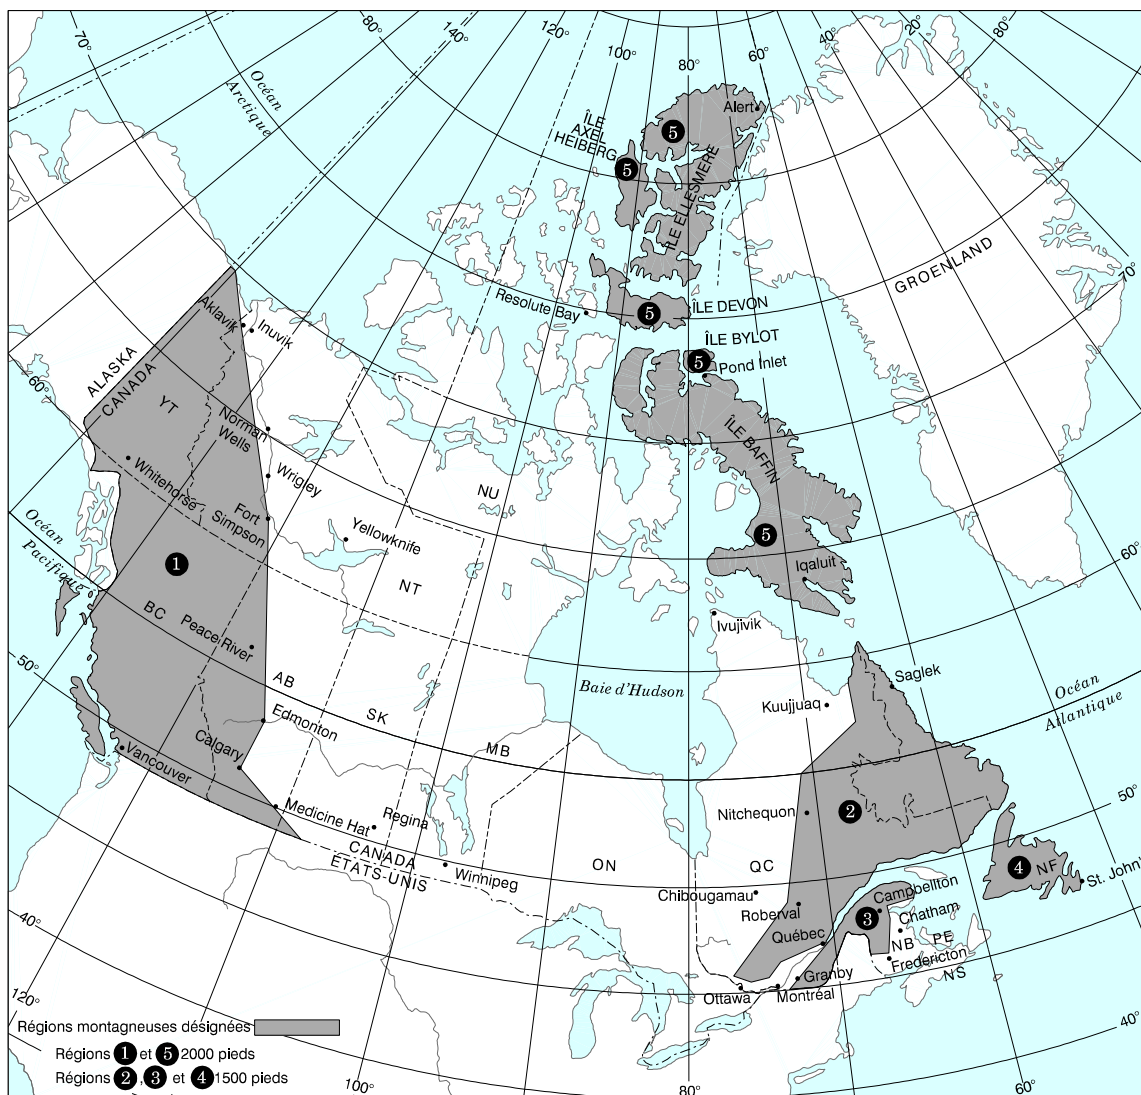 70°
80°
160°
140°
120°
100°
80°
60°
40°
20°
80°
Océan
Arctique
Alert
ÎLE
AXEL
HEIBERG
5
5
ÎLE ELLESMERE
GROENLAND
70°
Resolute Bay
5
ÎLE DEVON
ÎLE BYLOT
5
Pond Inlet
Aklavik
Inuvik
ALASKA
CANADA
60°
YT
Norman
Wells
ÎLE BAFFIN
Whitehorse
Wrigley
NU
Fort
Simpson
Yellowknife
5
Océan
Pacifique
1
NT
Iqaluit
60°
BC
Peace River
Ivujivik
50°
AB
SK
Baie d'Hudson
Saglek
Océan
Atlantique
Kuujjuaq
Edmonton
MB
Calgary
Vancouver
Medicine Hat
Regina
Nitchequon
2
50°
CANADA
ÉTATS-UNIS
Winnipeg
ON
QC
4
NF
St. John'
Chibougamau
Roberval
Campbellton
3
Chatham
Québec
NB
PE
40°
Fredericton
NS
Granby
Ottawa
Montréal
120°
Régions montagneuses désignées
40°
Régions 1 et 5 2000 pieds
Régions 2, 3 et 4 1500 pieds
100°
80°
60°